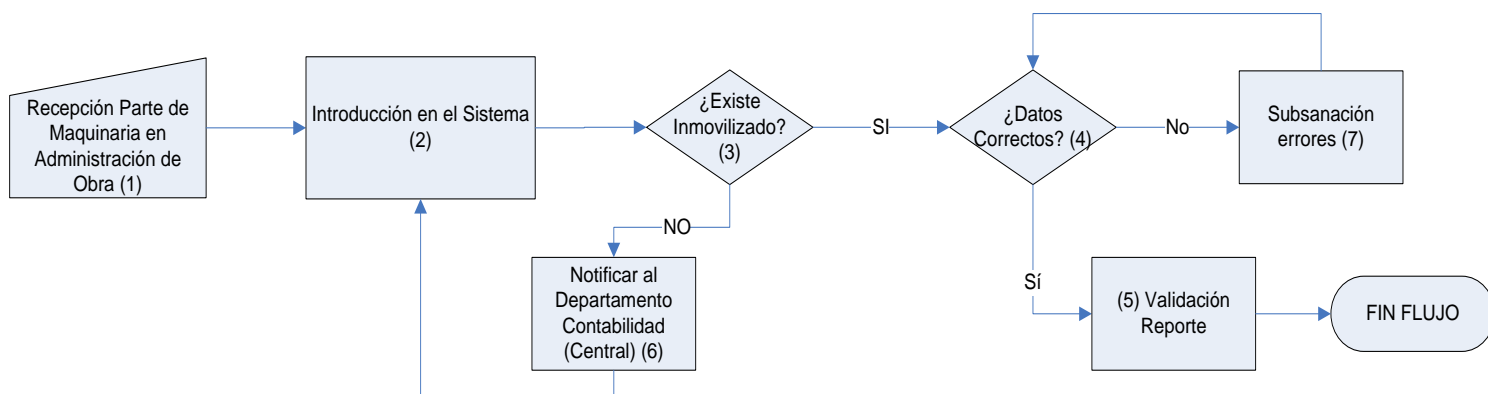 Recepción Parte de
Maquinaria en
Administración de
Obra (1)
Introducción en el Sistema
(2)
¿Existe
Inmovilizado?
(3)
SI
¿Datos
Correctos? (4)
No
Subsanación
errores (7)
NO
Notificar al
Departamento
Contabilidad
(Central) (6)
Sí
(5) Validación
Reporte
FIN FLUJO